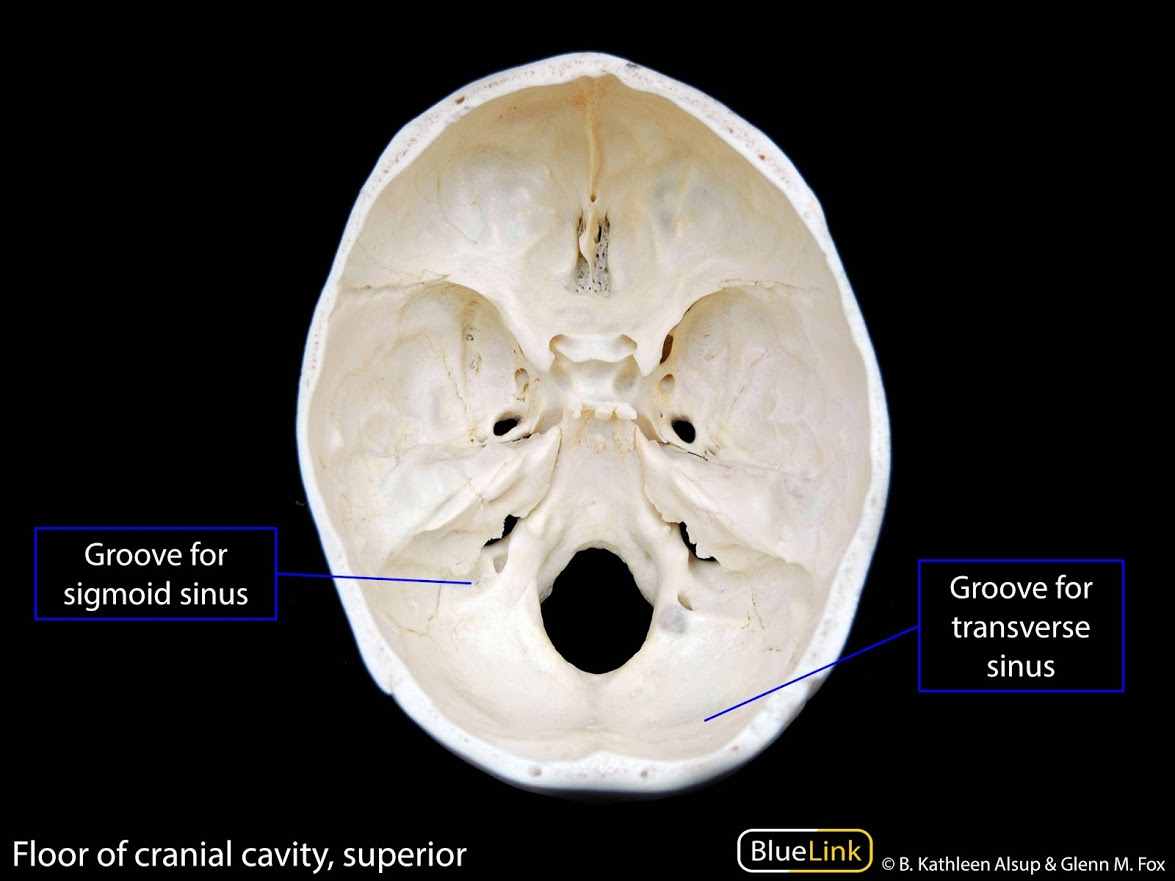 Groove for
sigmoid sinus
Groove for
transverse
sinus
Floor of cranial cavity, superior
BlueLink
© B. Kathleen Alsup & Glenn M. Fox